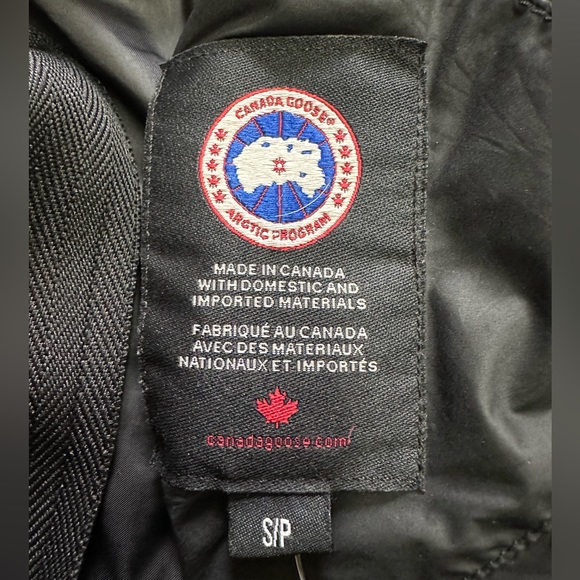 CANADA GOOSE®
ARCTIC PROGRAM
MADE IN CANADA
WITH DOMESTIC AND
IMPORTED MATERIALS
FABRIQUÉ AU CANADA
AVEC DES MATERIAUX
NATIONAUX ET IMPORTÉS
canadagoose.com
S/P